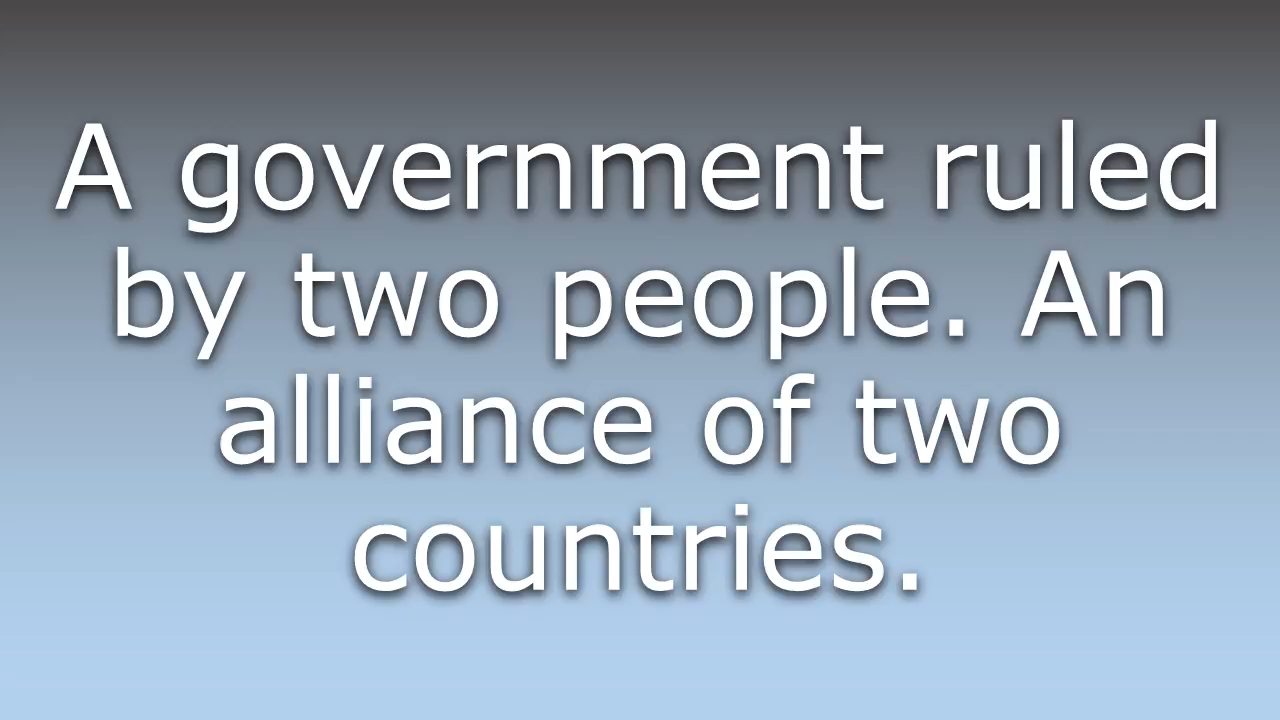 A government ruled
by two people. An
alliance of two
countries.